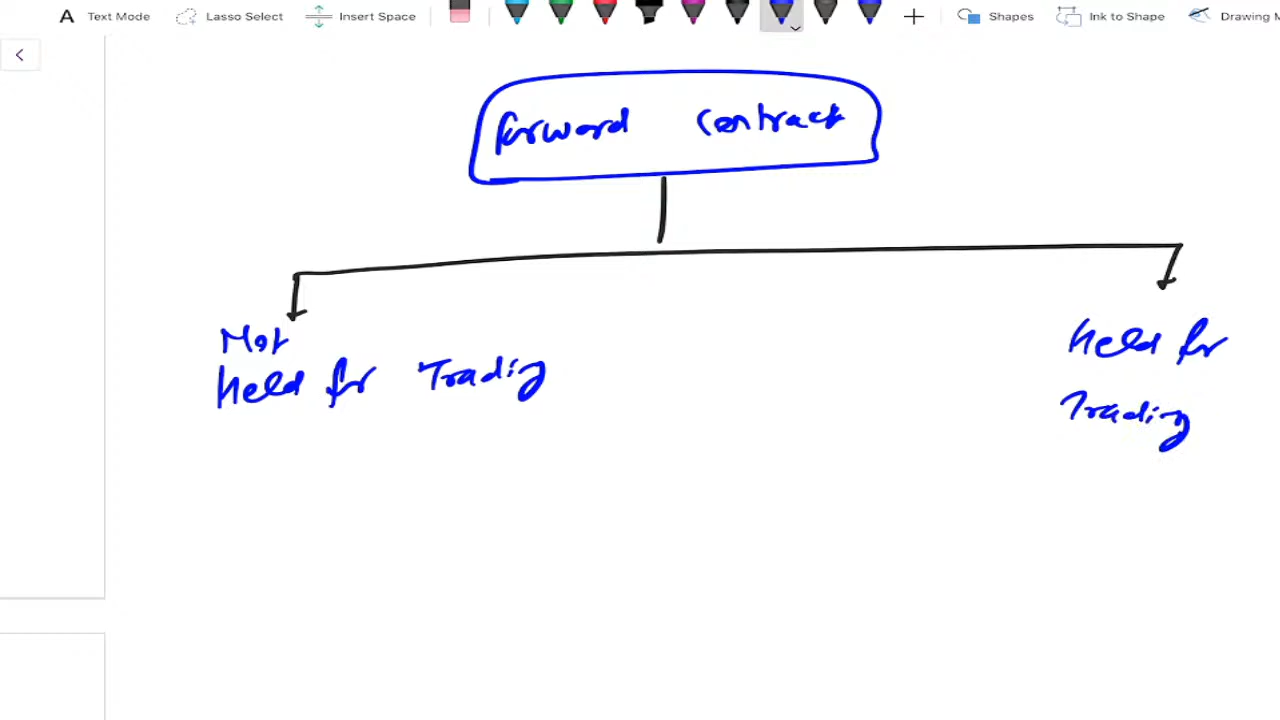 A Text Mode Lasso Select Insert Space Shapes Ink to Shape Drawing M
Forward Contract
Not
Held for Trading
Held for
Trading